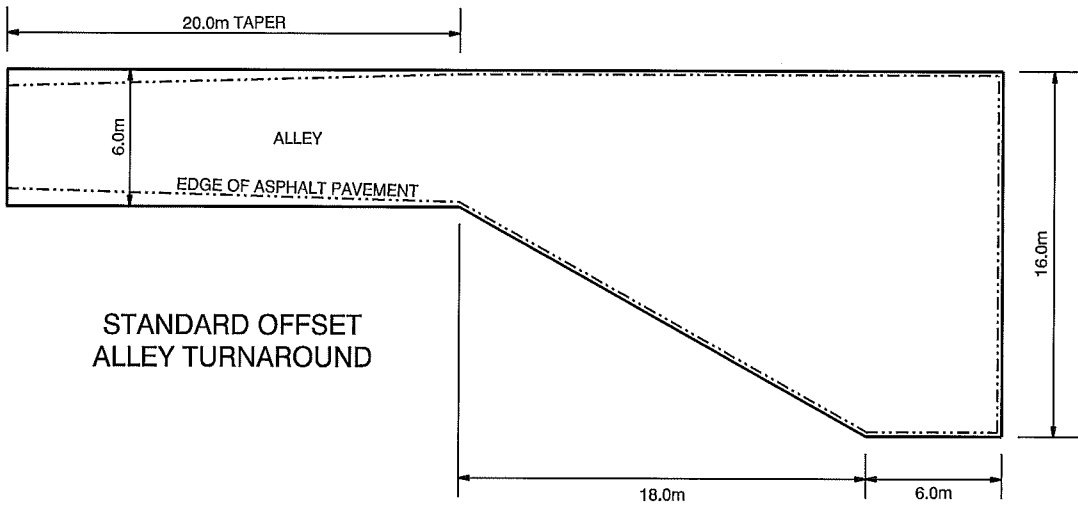 20.0m TAPER
6.0m
ALLEY
EDGE OF ASPHALT PAVEMENT
16.0m
STANDARD OFFSET
ALLEY TURNAROUND
18.0m
6.0m